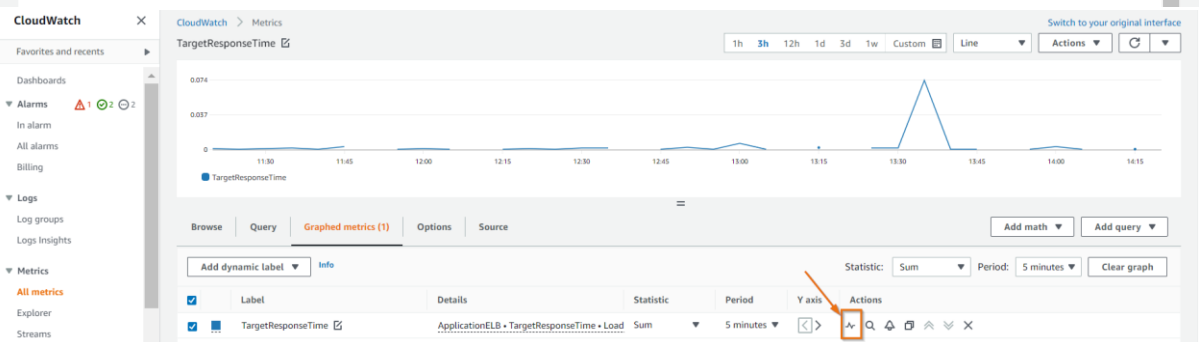 CloudWatch
CloudWatch > Metrics
Switch to your original interface
Favorites and recents
TargetResponseTime
1h 3h 12h 1d 3d 1w Custom
Line
Actions
Dashboards
Alarms 1 2 2
In alarm
All alarms
Billing
Logs
Log groups
Logs Insights
Metrics
All metrics
Explorer
Streams
0.074
0.037
0
11:30 11:45 12:00 12:15 12:30 12:45 13:00 13:15 13:30 13:45 14:00 14:15
TargetResponseTime
Browse Query Graphed metrics (1) Options Source
Add math Add query
Add dynamic label Info
Statistic: Sum Period: 5 minutes Clear graph
Label Details Statistic Period Y axis Actions
TargetResponseTime ApplicationELB • TargetResponseTime • Load Sum 5 minutes